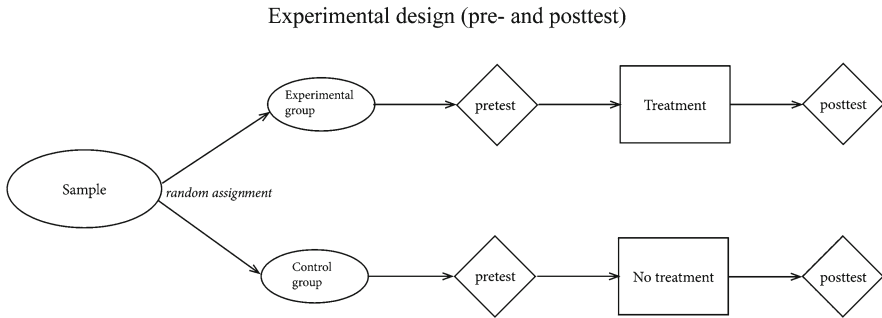 Experimental design (pre- and posttest)
Experimental
group
pretest
Treatment
posttest
Sample
random assignment
Control
group
pretest
No treatment
posttest